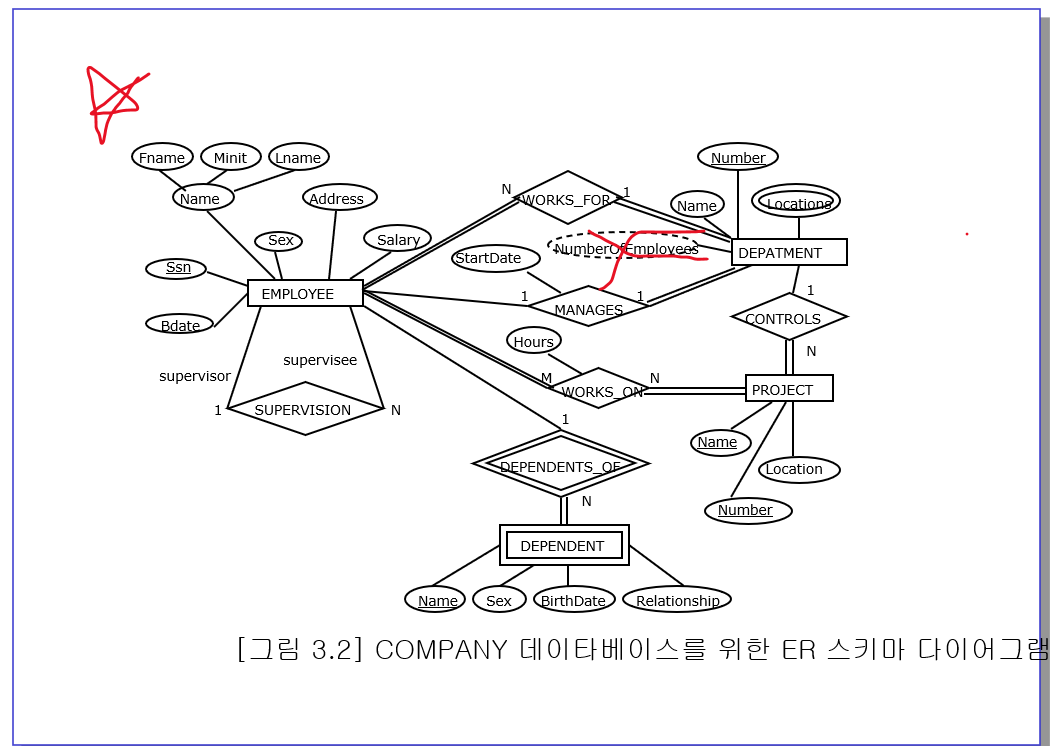 Fname
Minit
Lname
Number
Name
Address
N
WORKS_FOR
1
Name
Locations
Sex
Salary
NumberOfEmployees
DEPATMENT
Ssn
StartDate
EMPLOYEE
1
1
MANAGES
1
CONTROLS
Bdate
Hours
supervisee
N
supervisor
M
WORKS_ON
N
PROJECT
1
SUPERVISION
N
1
Name
Location
DEPENDENTS_OF
N
Number
DEPENDENT
Name
Sex
BirthDate
Relationship
[그림 3.2] COMPANY 데이타베이스를 위한 ER 스키마 다이어그램